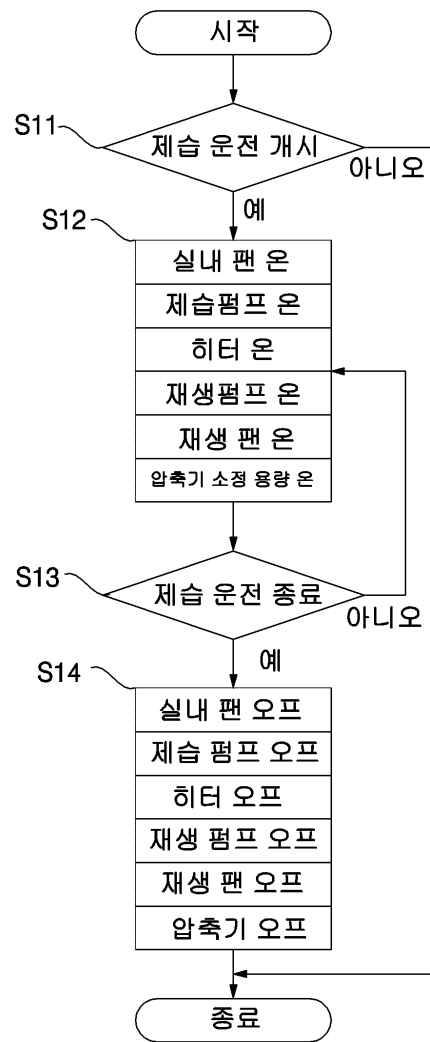 시작
S11
제습 운전 개시
아니오
예
S12
실내 팬 온
제습펌프 온
히터 온
재생펌프 온
재생 팬 온
압축기 소정 용량 온
S13
제습 운전 종료
아니오
예
S14
실내 팬 오프
제습 펌프 오프
히터 오프
재생 펌프 오프
재생 팬 오프
압축기 오프
종료